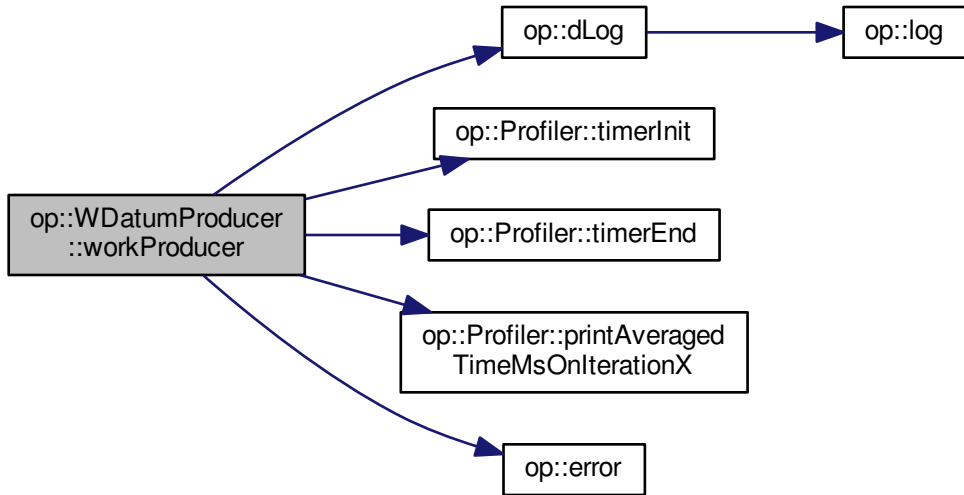 op::dLog
op::log
op::Profiler::timerInit
op::WDatumProducer
::workProducer
op::Profiler::timerEnd
op::Profiler::printAveraged
TimeMsOnIterationX
op::error